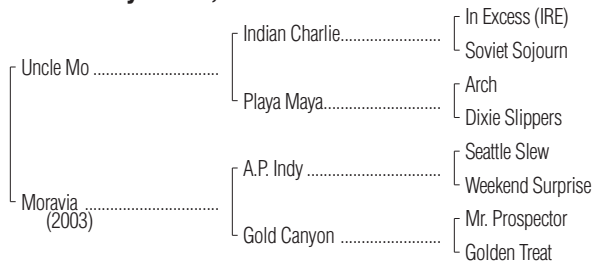 In Excess (IRE)
Indian Charlie
Soviet Sojourn
Uncle Mo
Arch
Playa Maya
Dixie Slippers
Seattle Slew
A.P. Indy
Weekend Surprise
Moravia
(2003)
Mr. Prospector
Gold Canyon
Golden Treat